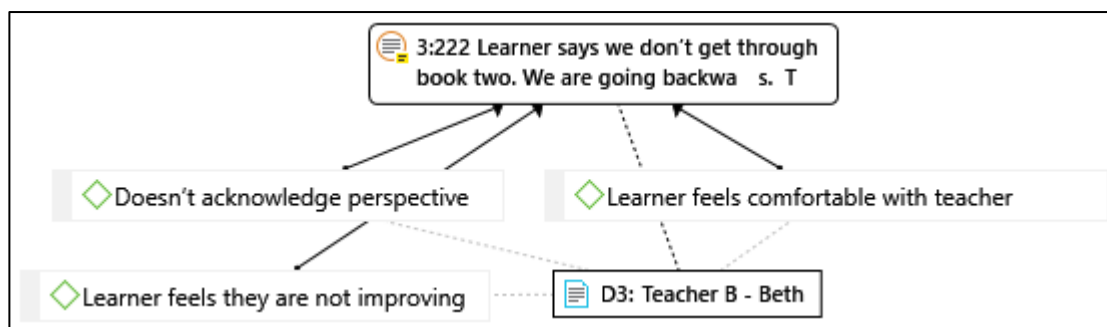 3:222 Learner says we don't get through
book two. We are going backwa s. T
Doesn't acknowledge perspective
Learner feels comfortable with teacher
Learner feels they are not improving
D3: Teacher B - Beth